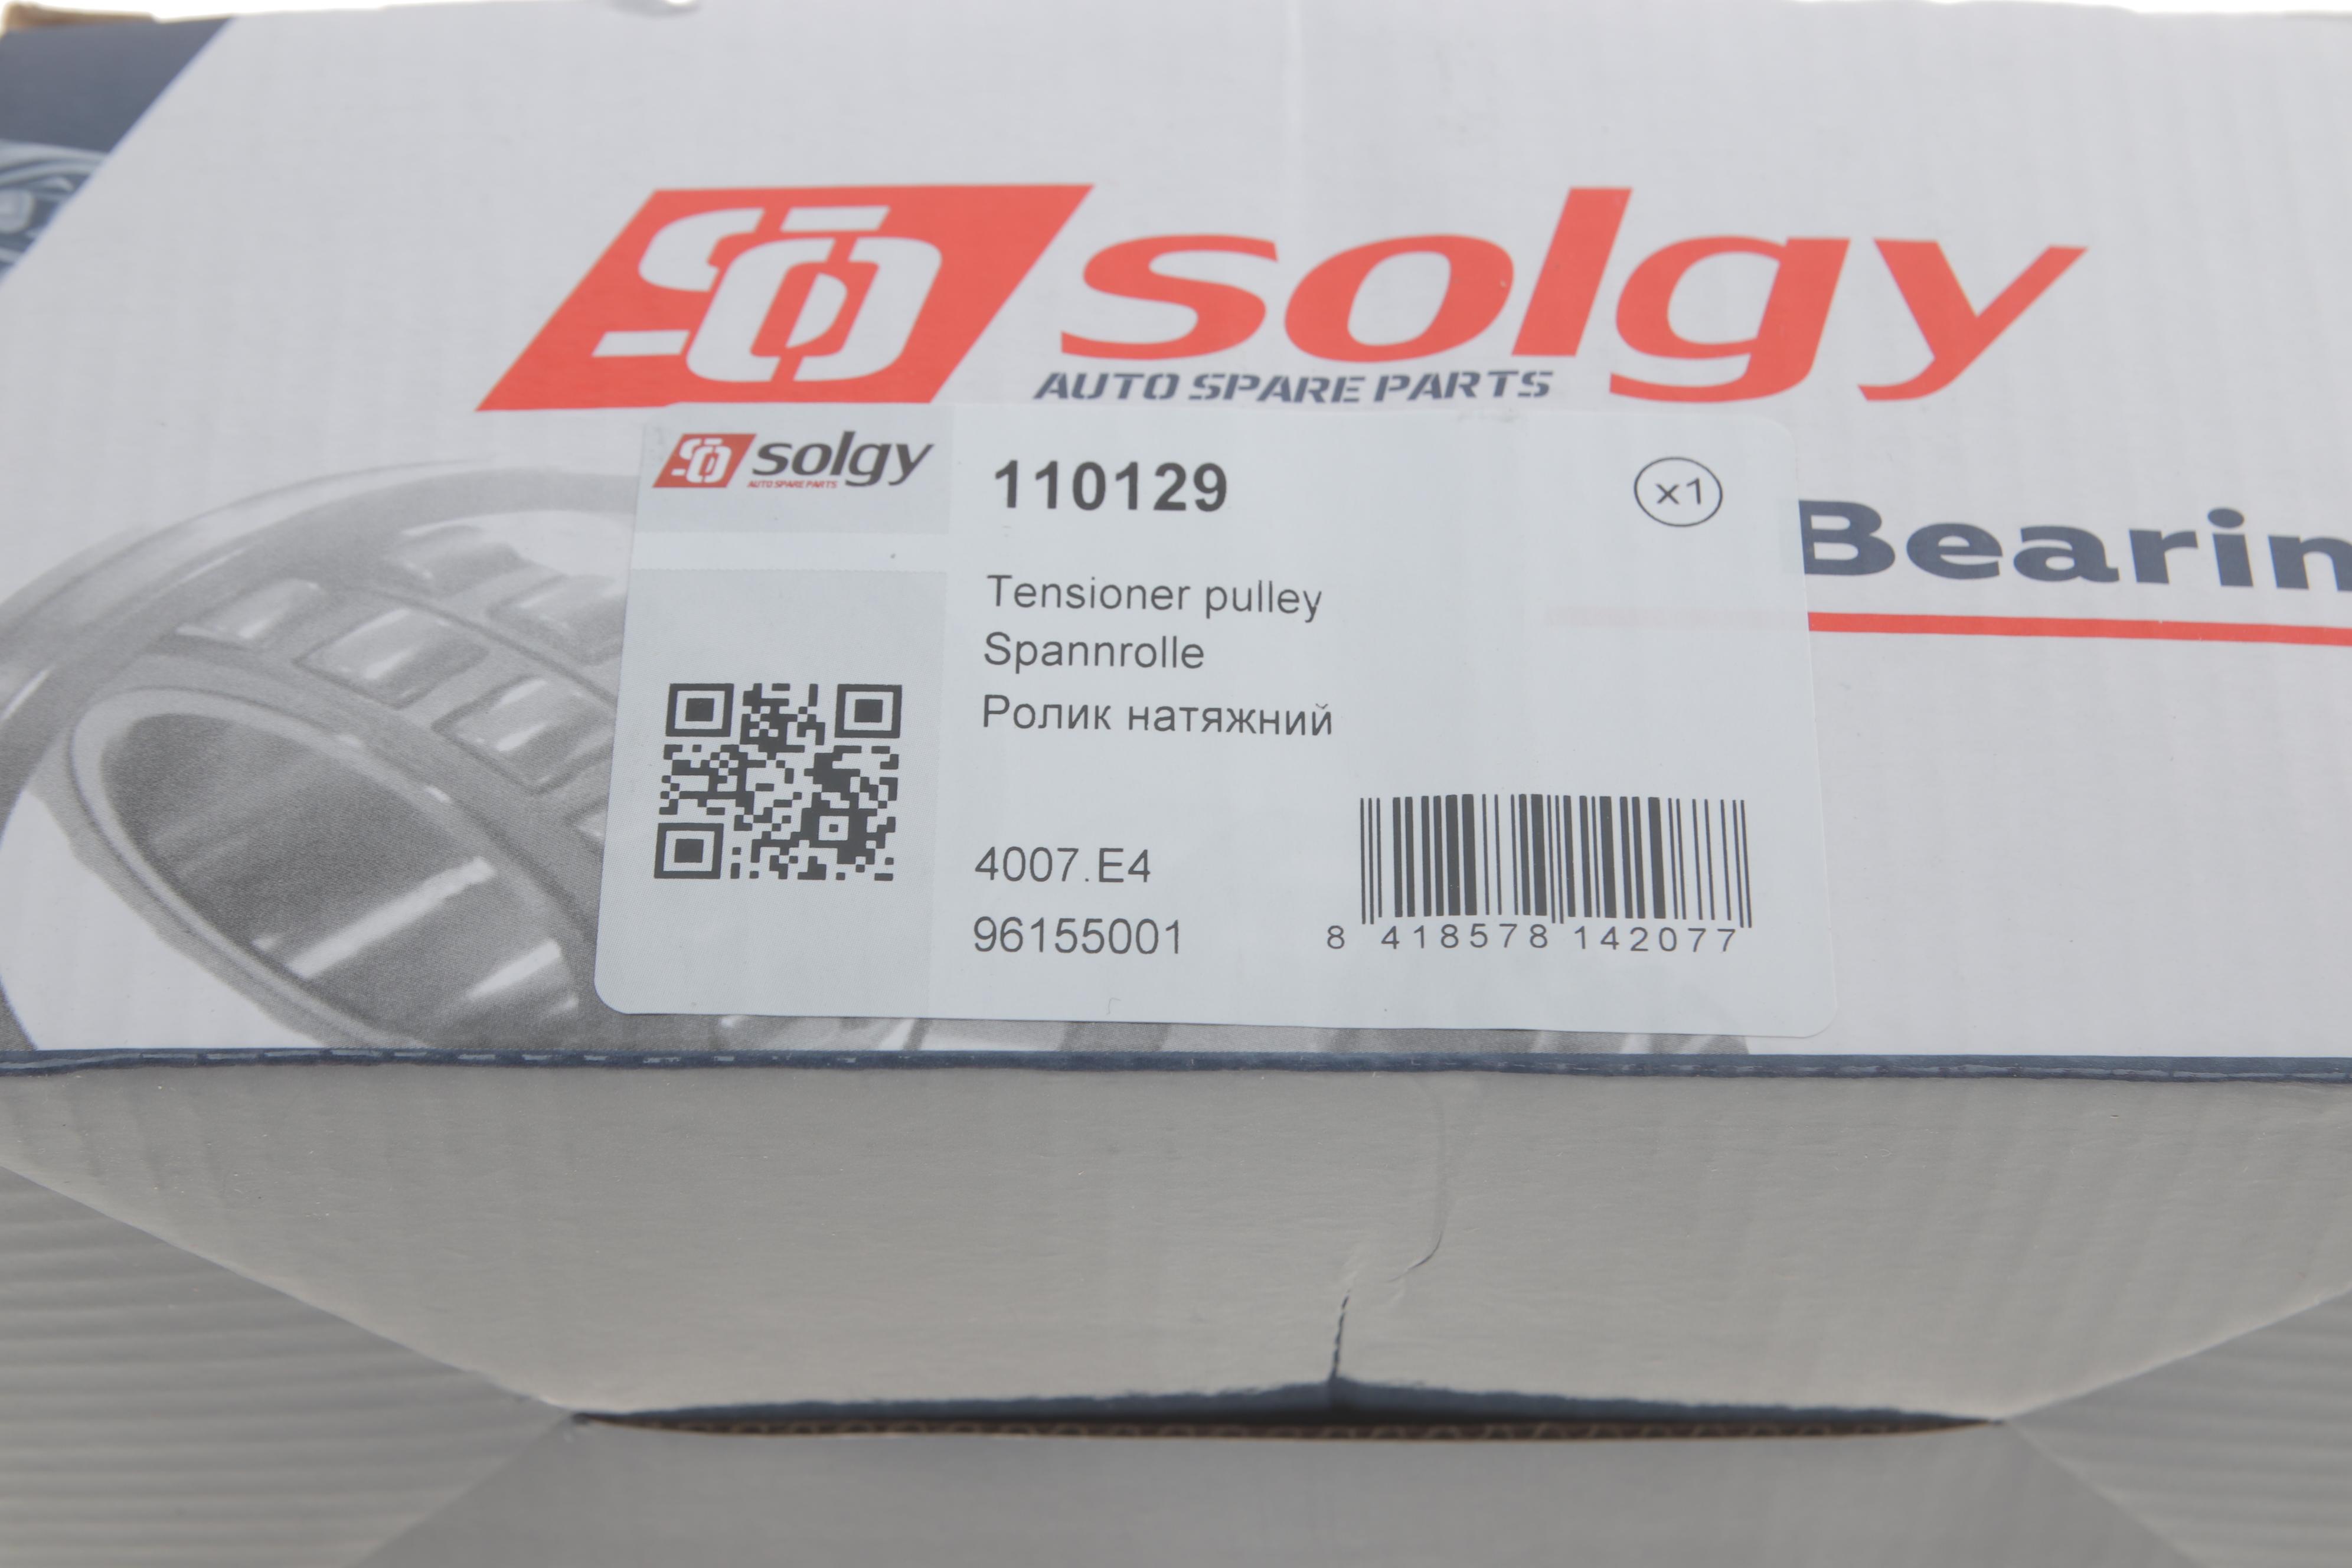 solgy
AUTO SPARE PARTS
solgy
AUTO SPARE PARTS
110129
x1
Bearin
Tensioner pulley
Spannrolle
Ролик натяжний
4007.E4
96155001
8 418578 142077